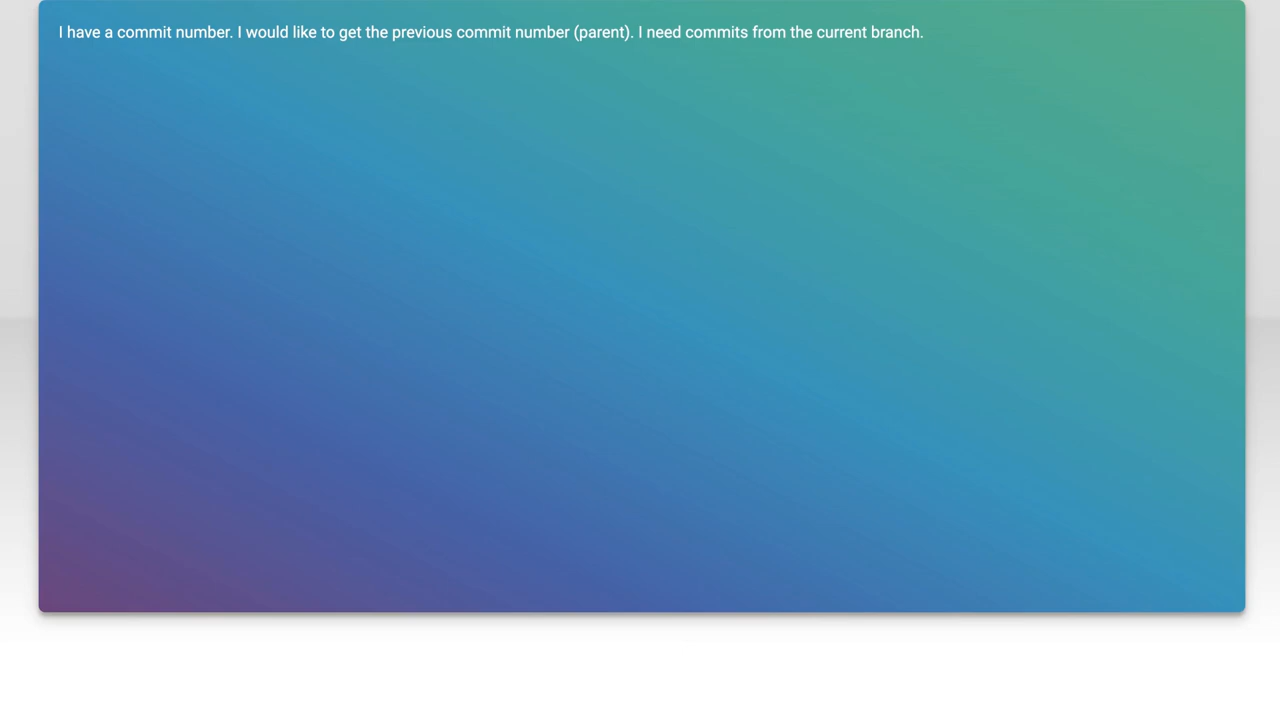 I have a commit number. I would like to get the previous commit number (parent). I need commits from the current branch.